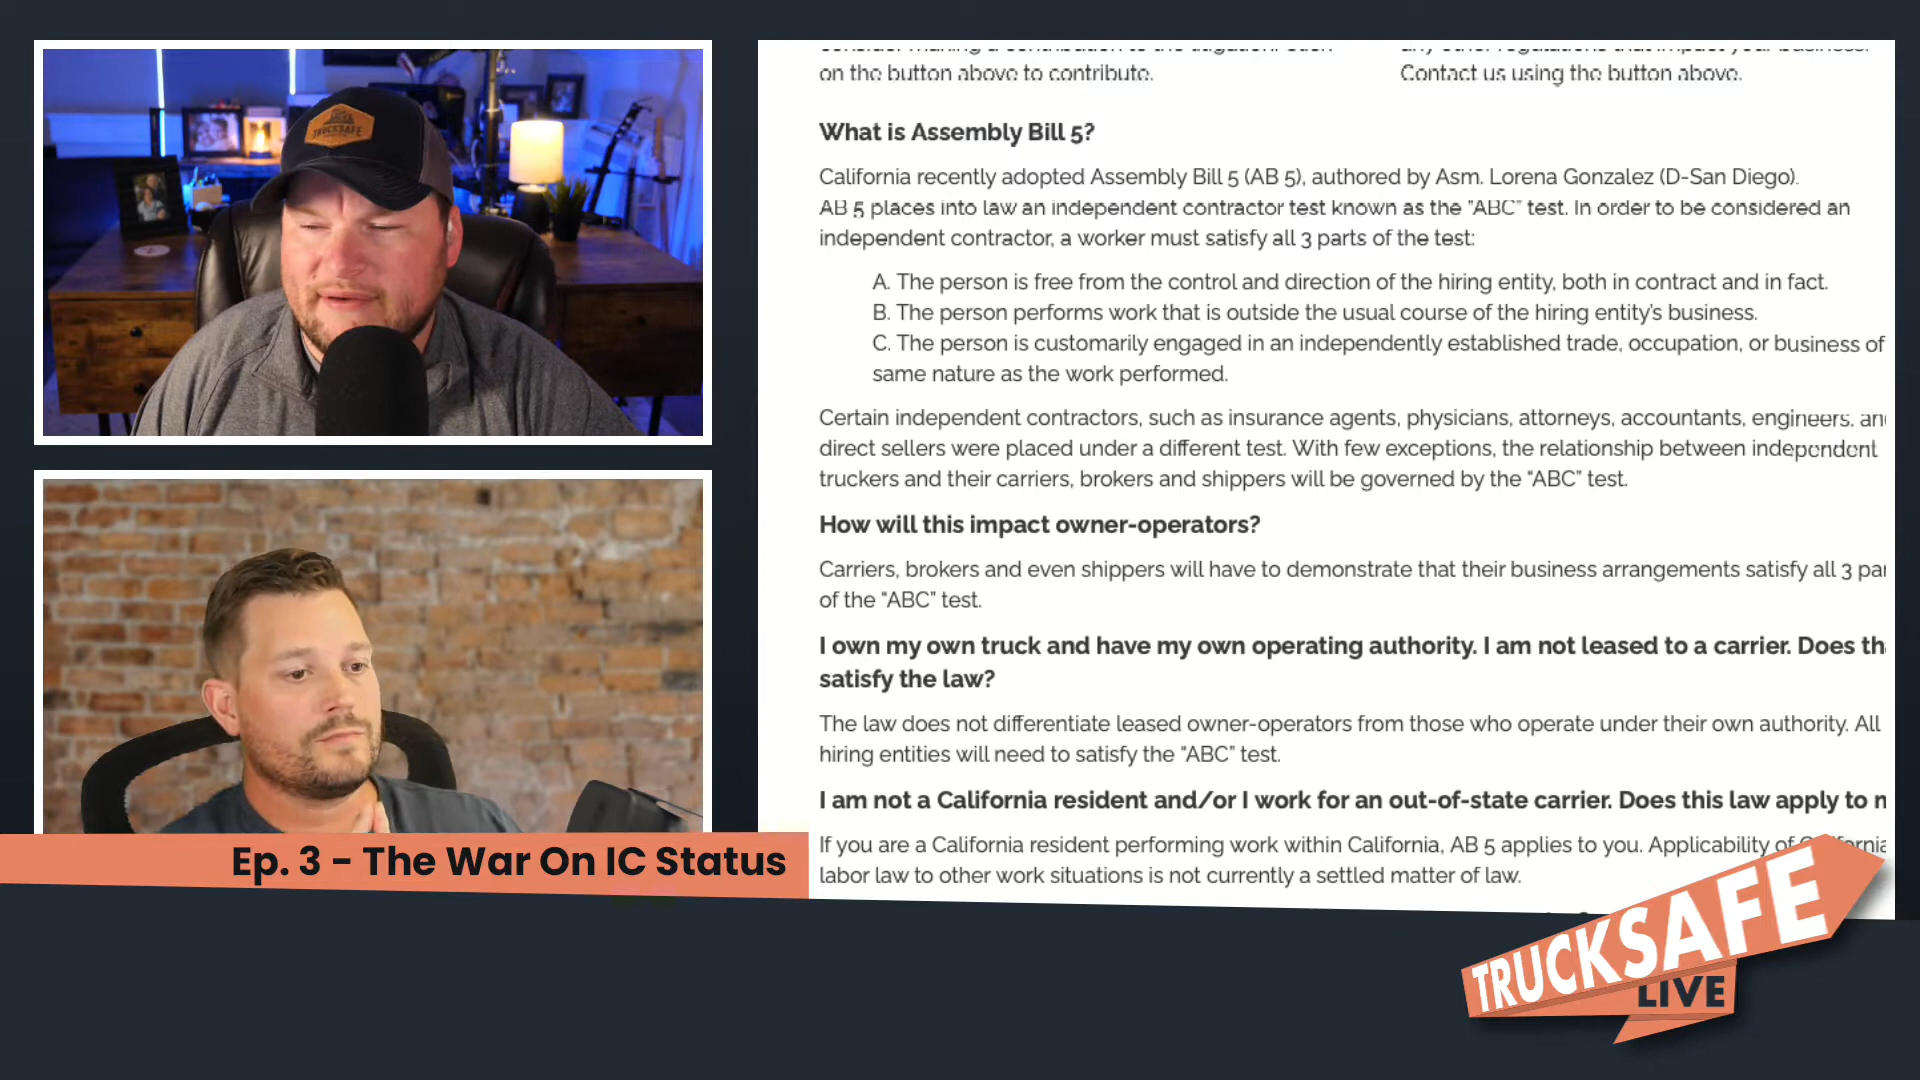 TRUCKSAFE
on the button above to contribute.
Contact us using the button above.
What is Assembly Bill 5?
California recently adopted Assembly Bill 5 (AB 5), authored by Asm. Lorena Gonzalez (D-San Diego).
AB 5 places into law an independent contractor test known as the "ABC" test. In order to be considered an
independent contractor, a worker must satisfy all 3 parts of the test:
A. The person is free from the control and direction of the hiring entity, both in contract and in fact.
B. The person performs work that is outside the usual course of the hiring entity's business.
C. The person is customarily engaged in an independently established trade, occupation, or business of
same nature as the work performed.
Certain independent contractors, such as insurance agents, physicians, attorneys, accountants, engineers, an
direct sellers were placed under a different test. With few exceptions, the relationship between independent
truckers and their carriers, brokers and shippers will be governed by the “ABC” test.
How will this impact owner-operators?
Carriers, brokers and even shippers will have to demonstrate that their business arrangements satisfy all 3 par
of the “ABC” test.
I own my own truck and have my own operating authority. I am not leased to a carrier. Does th
satisfy the law?
The law does not differentiate leased owner-operators from those who operate under their own authority. All
hiring entities will need to satisfy the “ABC” test.
I am not a California resident and/or I work for an out-of-state carrier. Does this law apply to
If you are a California resident performing work within California, AB 5 applies to you. Applicability of
labor law to other work situations is not currently a settled matter of law.
Ep. 3 - The War On IC Status
TRUCKSAFE
LIVE